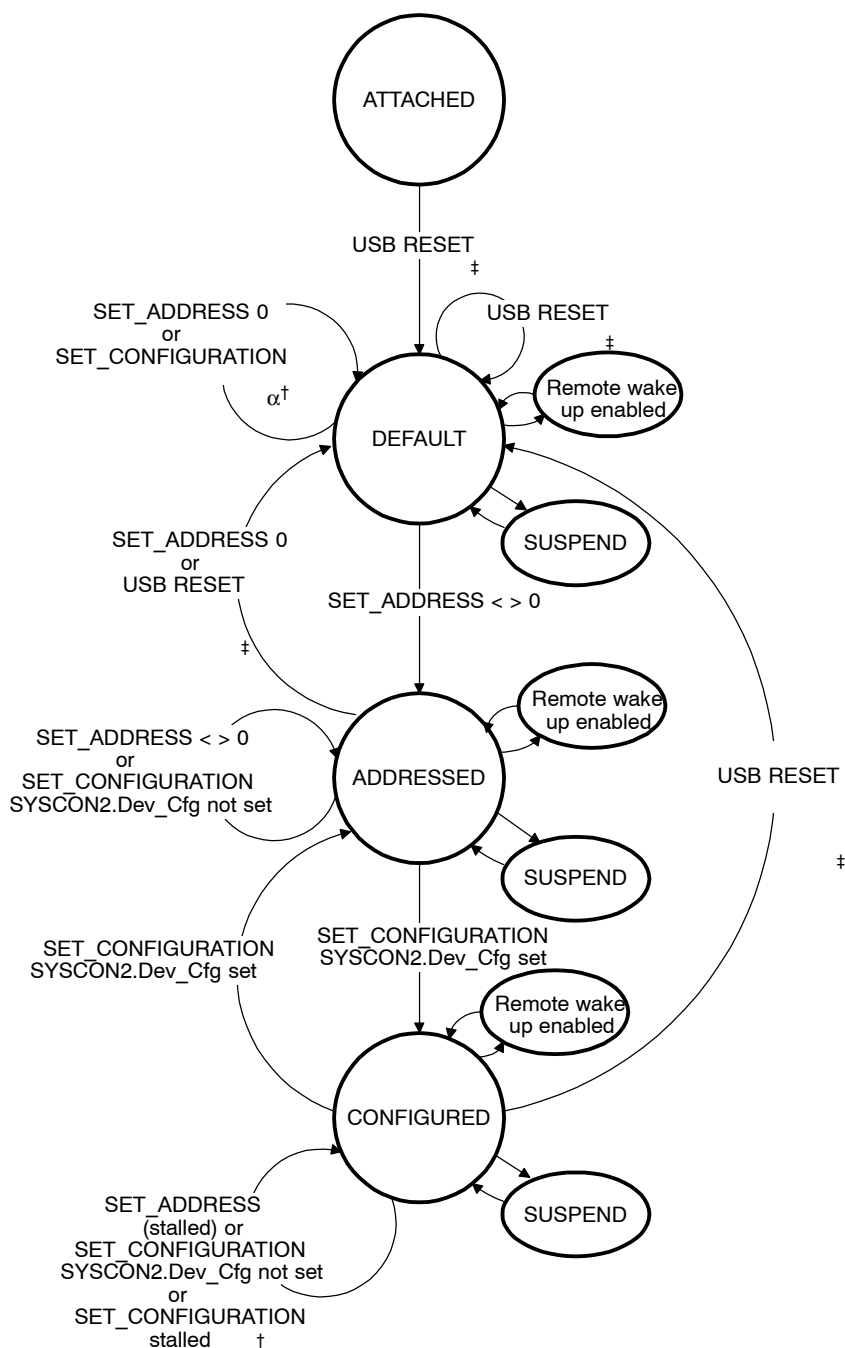 ATTACHED
USB RESET
‡
SET_ADDRESS 0
or
SET_CONFIGURATION
α†
USB RESET
‡
Remote wake
up enabled
DEFAULT
SUSPEND
SET_ADDRESS 0
or
USB RESET
‡
SET_ADDRESS < > 0
Remote wake
up enabled
SET_ADDRESS < > 0
or
SET_CONFIGURATION
SYSCON2.Dev_Cfg not set
ADDRESSED
USB RESET
‡
SUSPEND
SET_CONFIGURATION
SYSCON2.Dev_Cfg set
SET_CONFIGURATION
SYSCON2.Dev_Cfg set
Remote wake
up enabled
CONFIGURED
SUSPEND
SET_ADDRESS
(stalled) or
SET_CONFIGURATION
SYSCON2.Dev_Cfg not set
or
SET_CONFIGURATION
stalled †